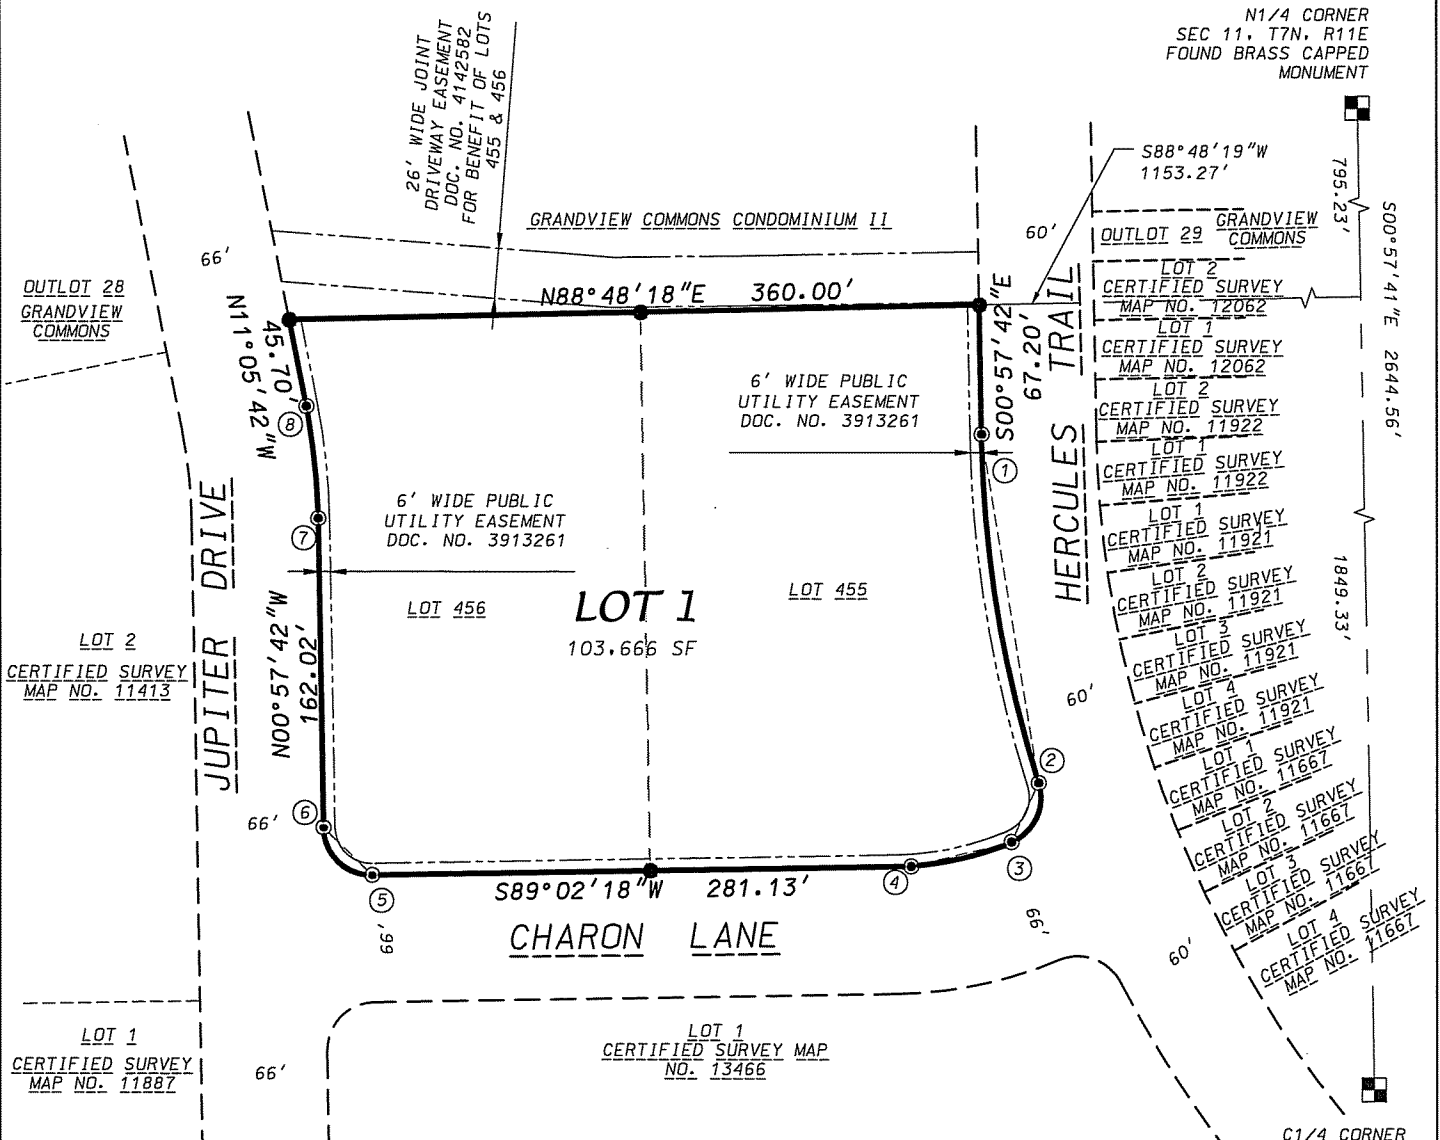 N1/4 CORNER
SEC 11, T7N, R11E
FOUND BRASS CAPPED
MONUMENT
26' WIDE JOINT
DRIVEWAY EASEMENT
DOC. NO. 4142582
FOR BENEFIT OF LOTS
455 & 456
S88°48'19"W
1153.27'
795.23'
S00°57'41"E 2644.56'
1849.33'
GRANDVIEW COMMONS CONDOMINIUM II
60'
66'
OUTLOT 29 GRANDVIEW
COMMONS
OUTLOT 28
GRANDVIEW
COMMONS
N88°48'18"E 360.00'
N11°05'42"W
45.70'
S00°57'42"E
67.20'
HERCULES TRAIL
LOT 2
CERTIFIED SURVEY
MAP NO. 12062
LOT 1
CERTIFIED SURVEY
MAP NO. 12062
LOT 2
CERTIFIED SURVEY
MAP NO. 11922
LOT 1
CERTIFIED SURVEY
MAP NO. 11922
LOT 1
CERTIFIED SURVEY
MAP NO. 11921
LOT 2
CERTIFIED SURVEY
MAP NO. 11921
LOT 3
CERTIFIED SURVEY
MAP NO. 11921
LOT 4
CERTIFIED SURVEY
MAP NO. 11921
LOT 1
CERTIFIED SURVEY
MAP NO. 11667
LOT 2
CERTIFIED SURVEY
MAP NO. 11667
LOT 3
CERTIFIED SURVEY
MAP NO. 11667
LOT 4
CERTIFIED SURVEY
MAP NO. 11667
6' WIDE PUBLIC
UTILITY EASEMENT
DOC. NO. 3913261
8
1
6' WIDE PUBLIC
UTILITY EASEMENT
DOC. NO. 3913261
7
JUPITER DRIVE
LOT 456
LOT 1
103,666 SF
LOT 455
LOT 2
CERTIFIED SURVEY
MAP NO. 11413
N00°57'42"W
162.02'
60'
2
6
66'
3
4
5
S89°02'18"W 281.13'
66'
66'
60'
CHARON LANE
LOT 1
CERTIFIED SURVEY
MAP NO. 11887
66'
LOT 1
CERTIFIED SURVEY MAP
NO. 13466
C1/4 CORNER